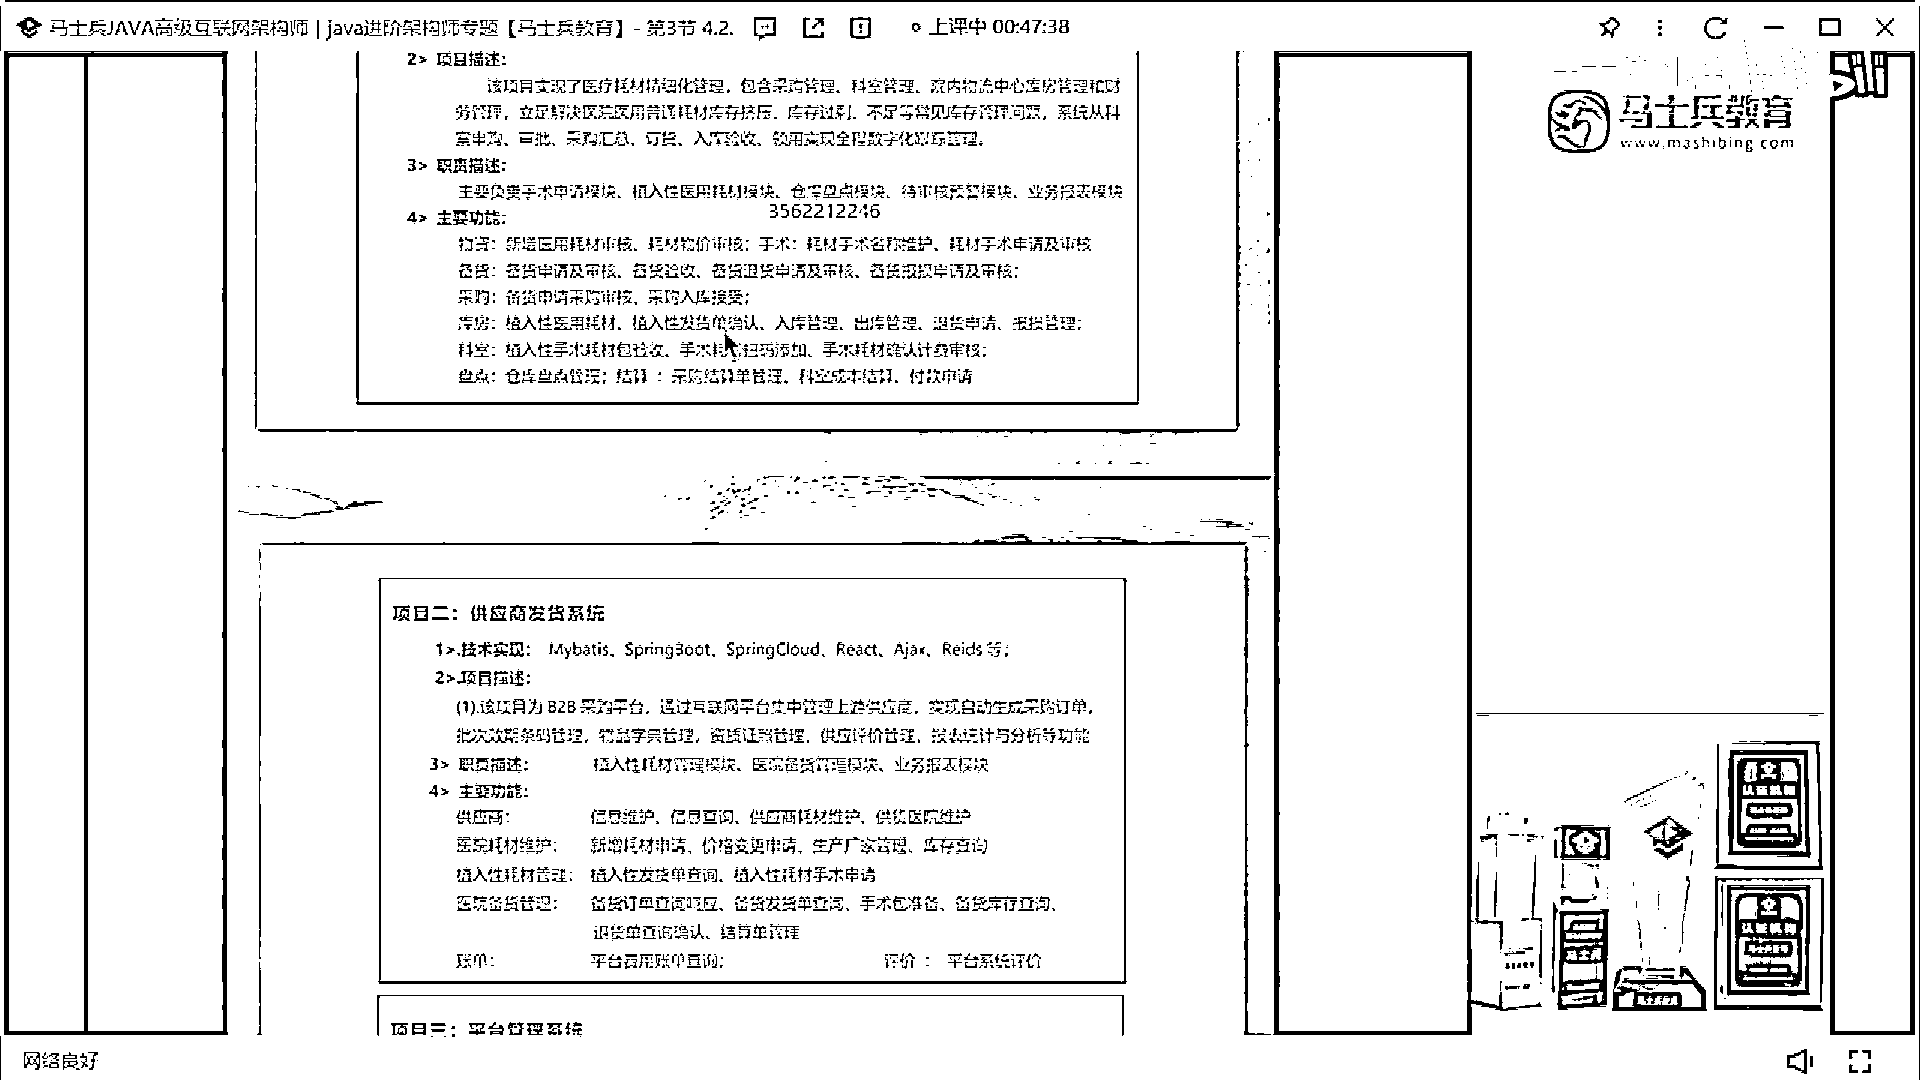 马士兵JAVA高级互联网架构师 | java进阶架构师专题【马士兵教育】- 第3节 4.2. 上课中 00:47:38
马士兵教育
www.mashibing.com
2> 项目描述：
该项目实现了医疗耗材精细化管理，包含采购管理、科室管理、院内物流中心库房管理和财
务管理，立足解决医院医用普通耗材库存挤压、库存过剩、不足等常见库存管理问题，系统从科
室申购、审批、采购汇总、订货、入库验收、领用实现全程数字化跟踪管理。
3> 职责描述：
主要负责手术申请模块、植入性医用耗材模块、仓库盘点模块、待审核预警模块、业务报表模块
3562212246
4> 主要功能：
物资：新增医用耗材审核、耗材物价审核；手术：耗材手术名称维护、耗材手术申请及审核
备货：备货申请及审核、备货验收、备货退货申请及审核、备货报损申请及审核；
采购：备货申请采购审核、采购入库接受；
库房：植入性医用耗材、植入性发货单确认、入库管理、出库管理、退货申请、报损管理；
科室：植入性手术耗材包验收、手术耗材扫码添加、手术耗材确认计费审核；
盘点：仓库盘点管理；结算 ：采购结算单管理、科室成本结算、付款申请
项目二：供应商发货系统
1>.技术实现： Mybatis、SpringBoot、SpringCloud、React、Ajax、Reids 等；
2>.项目描述：
(1).该项目为 B2B 采购平台，通过互联网平台集中管理上游供应商，实现自动生成采购订单，
批次效期条码管理，物品字典管理，资质证照管理，供应评价管理，报表统计与分析等功能
3> 职责描述： 植入性耗材管理模块、医院备货管理模块、业务报表模块
4> 主要功能：
供应商： 信息维护、信息查询、供应商耗材维护、供货医院维护
医院耗材维护： 新增耗材申请、价格变更申请、生产厂家管理、库存查询
植入性耗材管理： 植入性发货单查询、植入性耗材手术申请
医院备货管理： 备货订单查询响应、备货发货单查询、手术包准备、备货库存查询、
退货单查询确认、结算单管理
账单： 平台费用账单查询； 评价 ： 平台系统评价
项目三：平台管理系统
网络良好